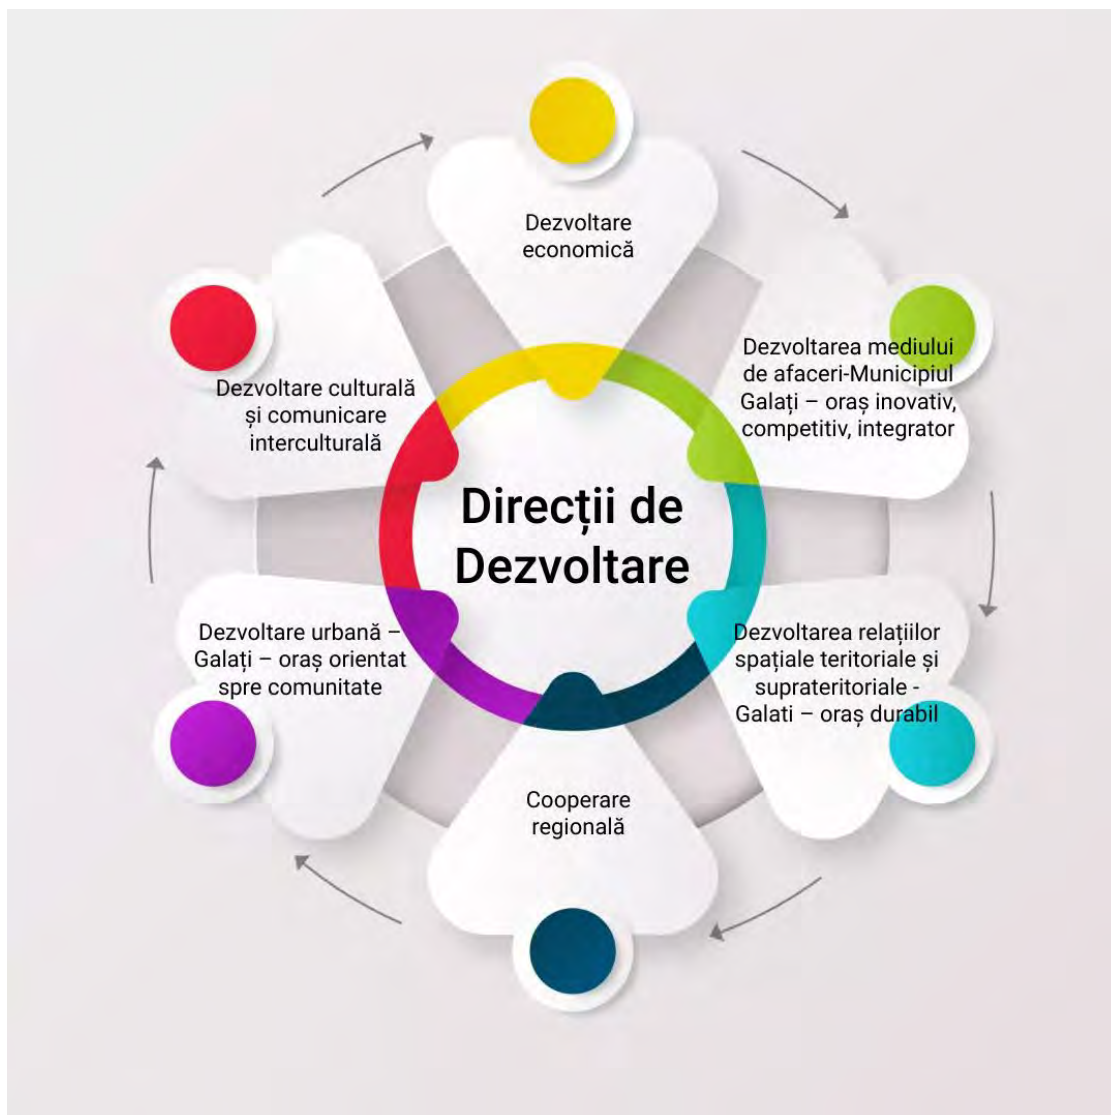 Dezvoltare
economică
Dezvoltarea mediului
de afaceri-Municipiul
Galați – oraș inovativ,
competitiv, integrator
Dezvoltarea relațiilor
spațiale teritoriale și
suprateritoriale -
Galati – oraș durabil
Cooperare
regională
Dezvoltare urbană –
Galați – oraș orientat
spre comunitate
Dezvoltare culturală
și comunicare
interculturală
Direcții de
Dezvoltare